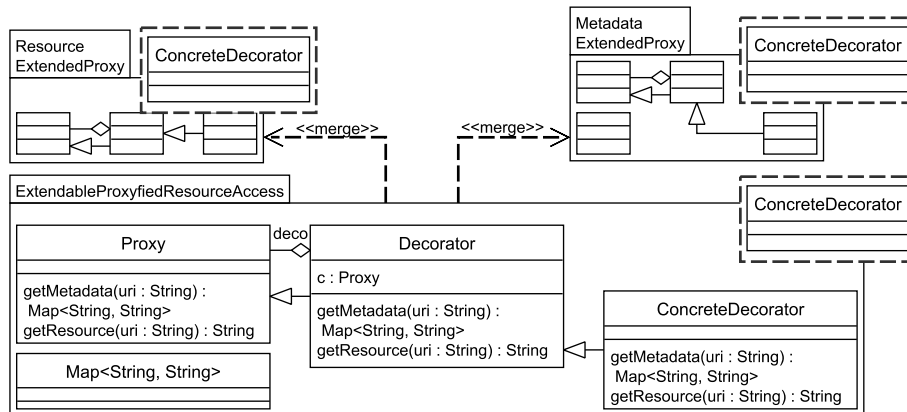 Resource
ExtendedProxy
ConcreteDecorator
Metadata
ExtendedProxy
ConcreteDecorator
<<merge>>
<<merge>>
ExtendableProxyfiedResourceAccess
ConcreteDecorator
Proxy
getMetadata(uri : String) :
Map<String, String>
getResource(uri : String) : String
deco
Decorator
c : Proxy
getMetadata(uri : String) :
Map<String, String>
getResource(uri : String) : String
ConcreteDecorator
getMetadata(uri : String) :
Map<String, String>
getResource(uri : String) : String
Map<String, String>